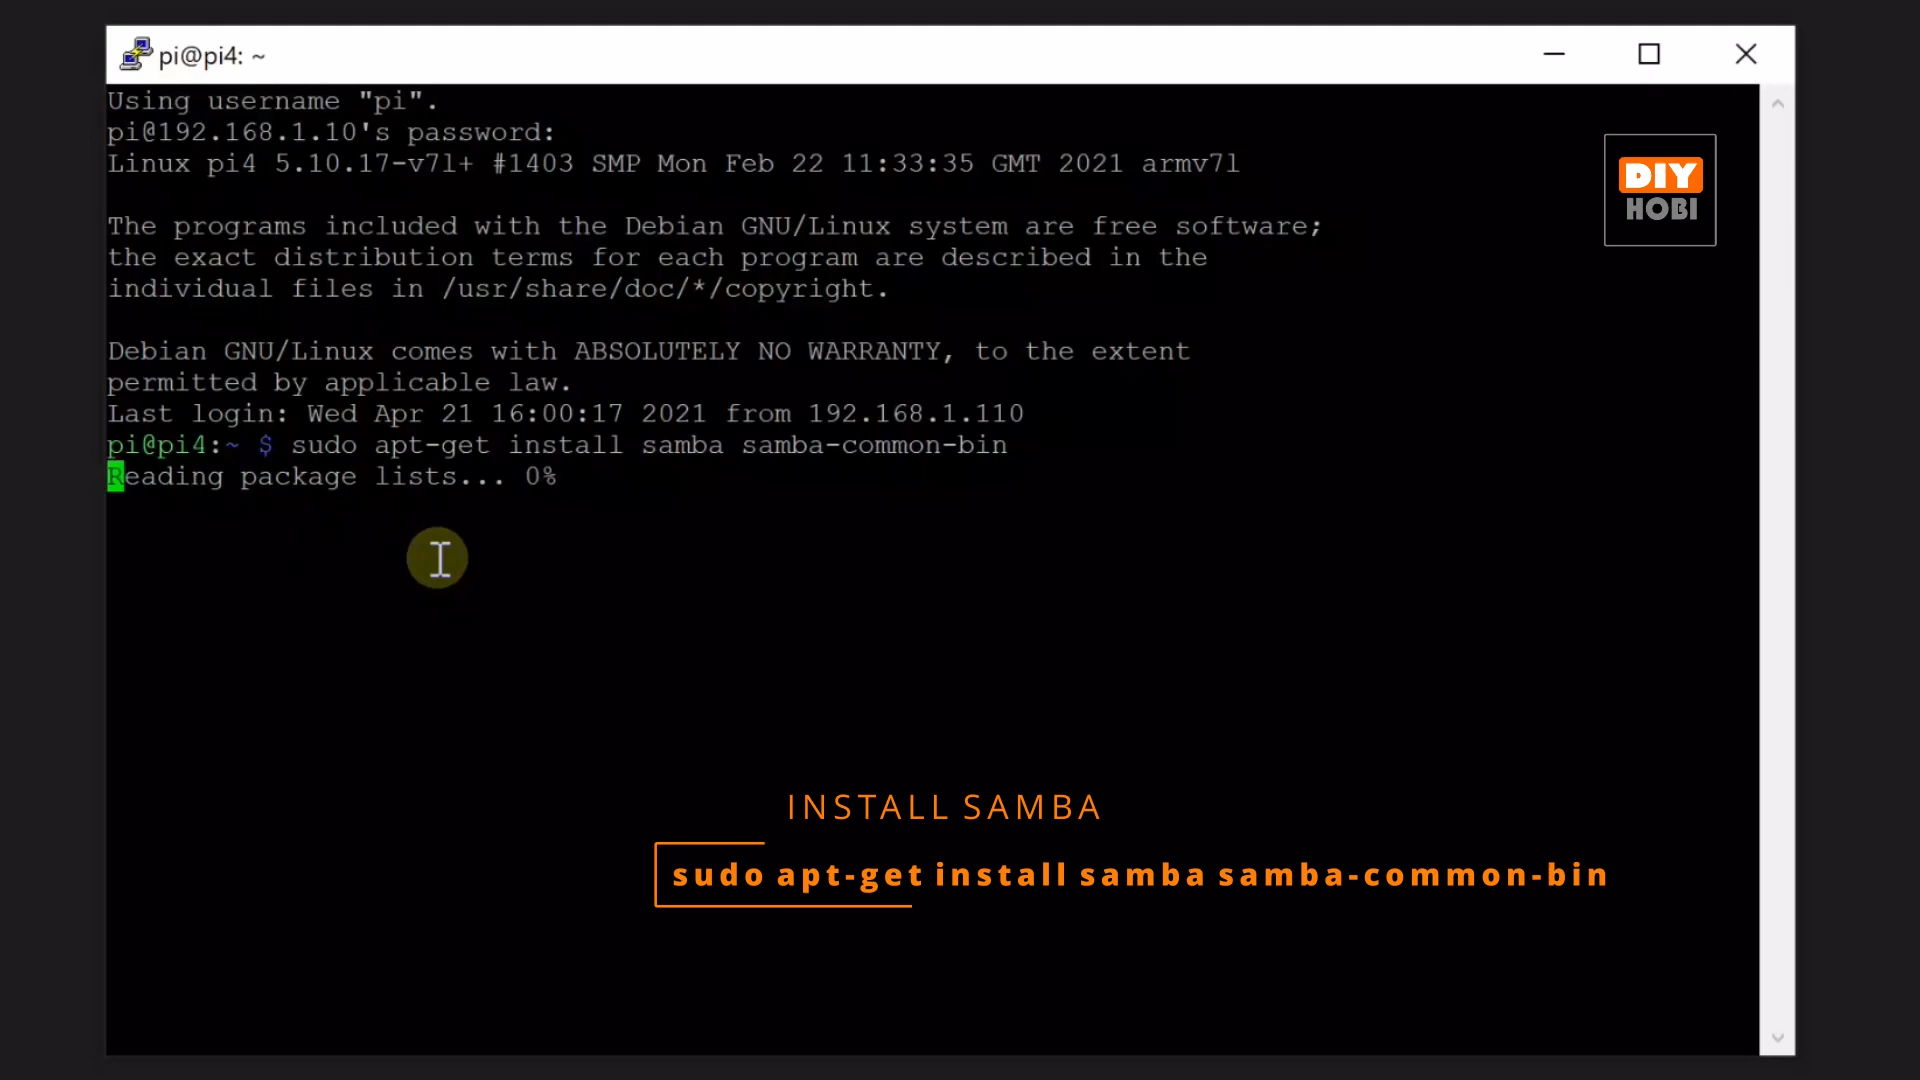 pi@pi4: ~
Using username "pi".
pi@192.168.1.10's password:
Linux pi4 5.10.17-v7l+ #1403 SMP Mon Feb 22 11:33:35 GMT 2021 armv7l
The programs included with the Debian GNU/Linux system are free software;
the exact distribution terms for each program are described in the
individual files in /usr/share/doc/*/copyright.
Debian GNU/Linux comes with ABSOLUTELY NO WARRANTY, to the extent
permitted by applicable law.
Last login: Wed Apr 21 16:00:17 2021 from 192.168.1.110
pi@pi4:~ $ sudo apt-get install samba samba-common-bin
Reading package lists... 0%
DIY
HOBI
INSTALL SAMBA
sudo apt-get install samba samba-common-bin